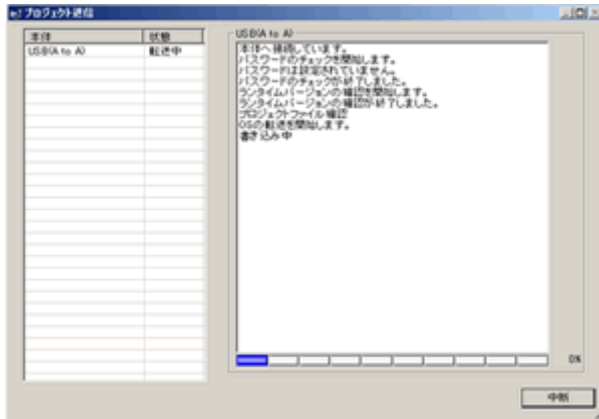 プロジェクト送信
本体 状態
USB(A to A) 転送中
USB(A to A)
本体へ接続しています。
パスワードのチェックを開始します。
パスワードは設定されていません。
パスワードのチェックが終了しました。
ランタイムバージョンの確認を開始します。
ランタイムバージョンの確認が終了しました。
プロジェクトファイル確認
OSの転送を開始します。
書き込み中
0%
中断